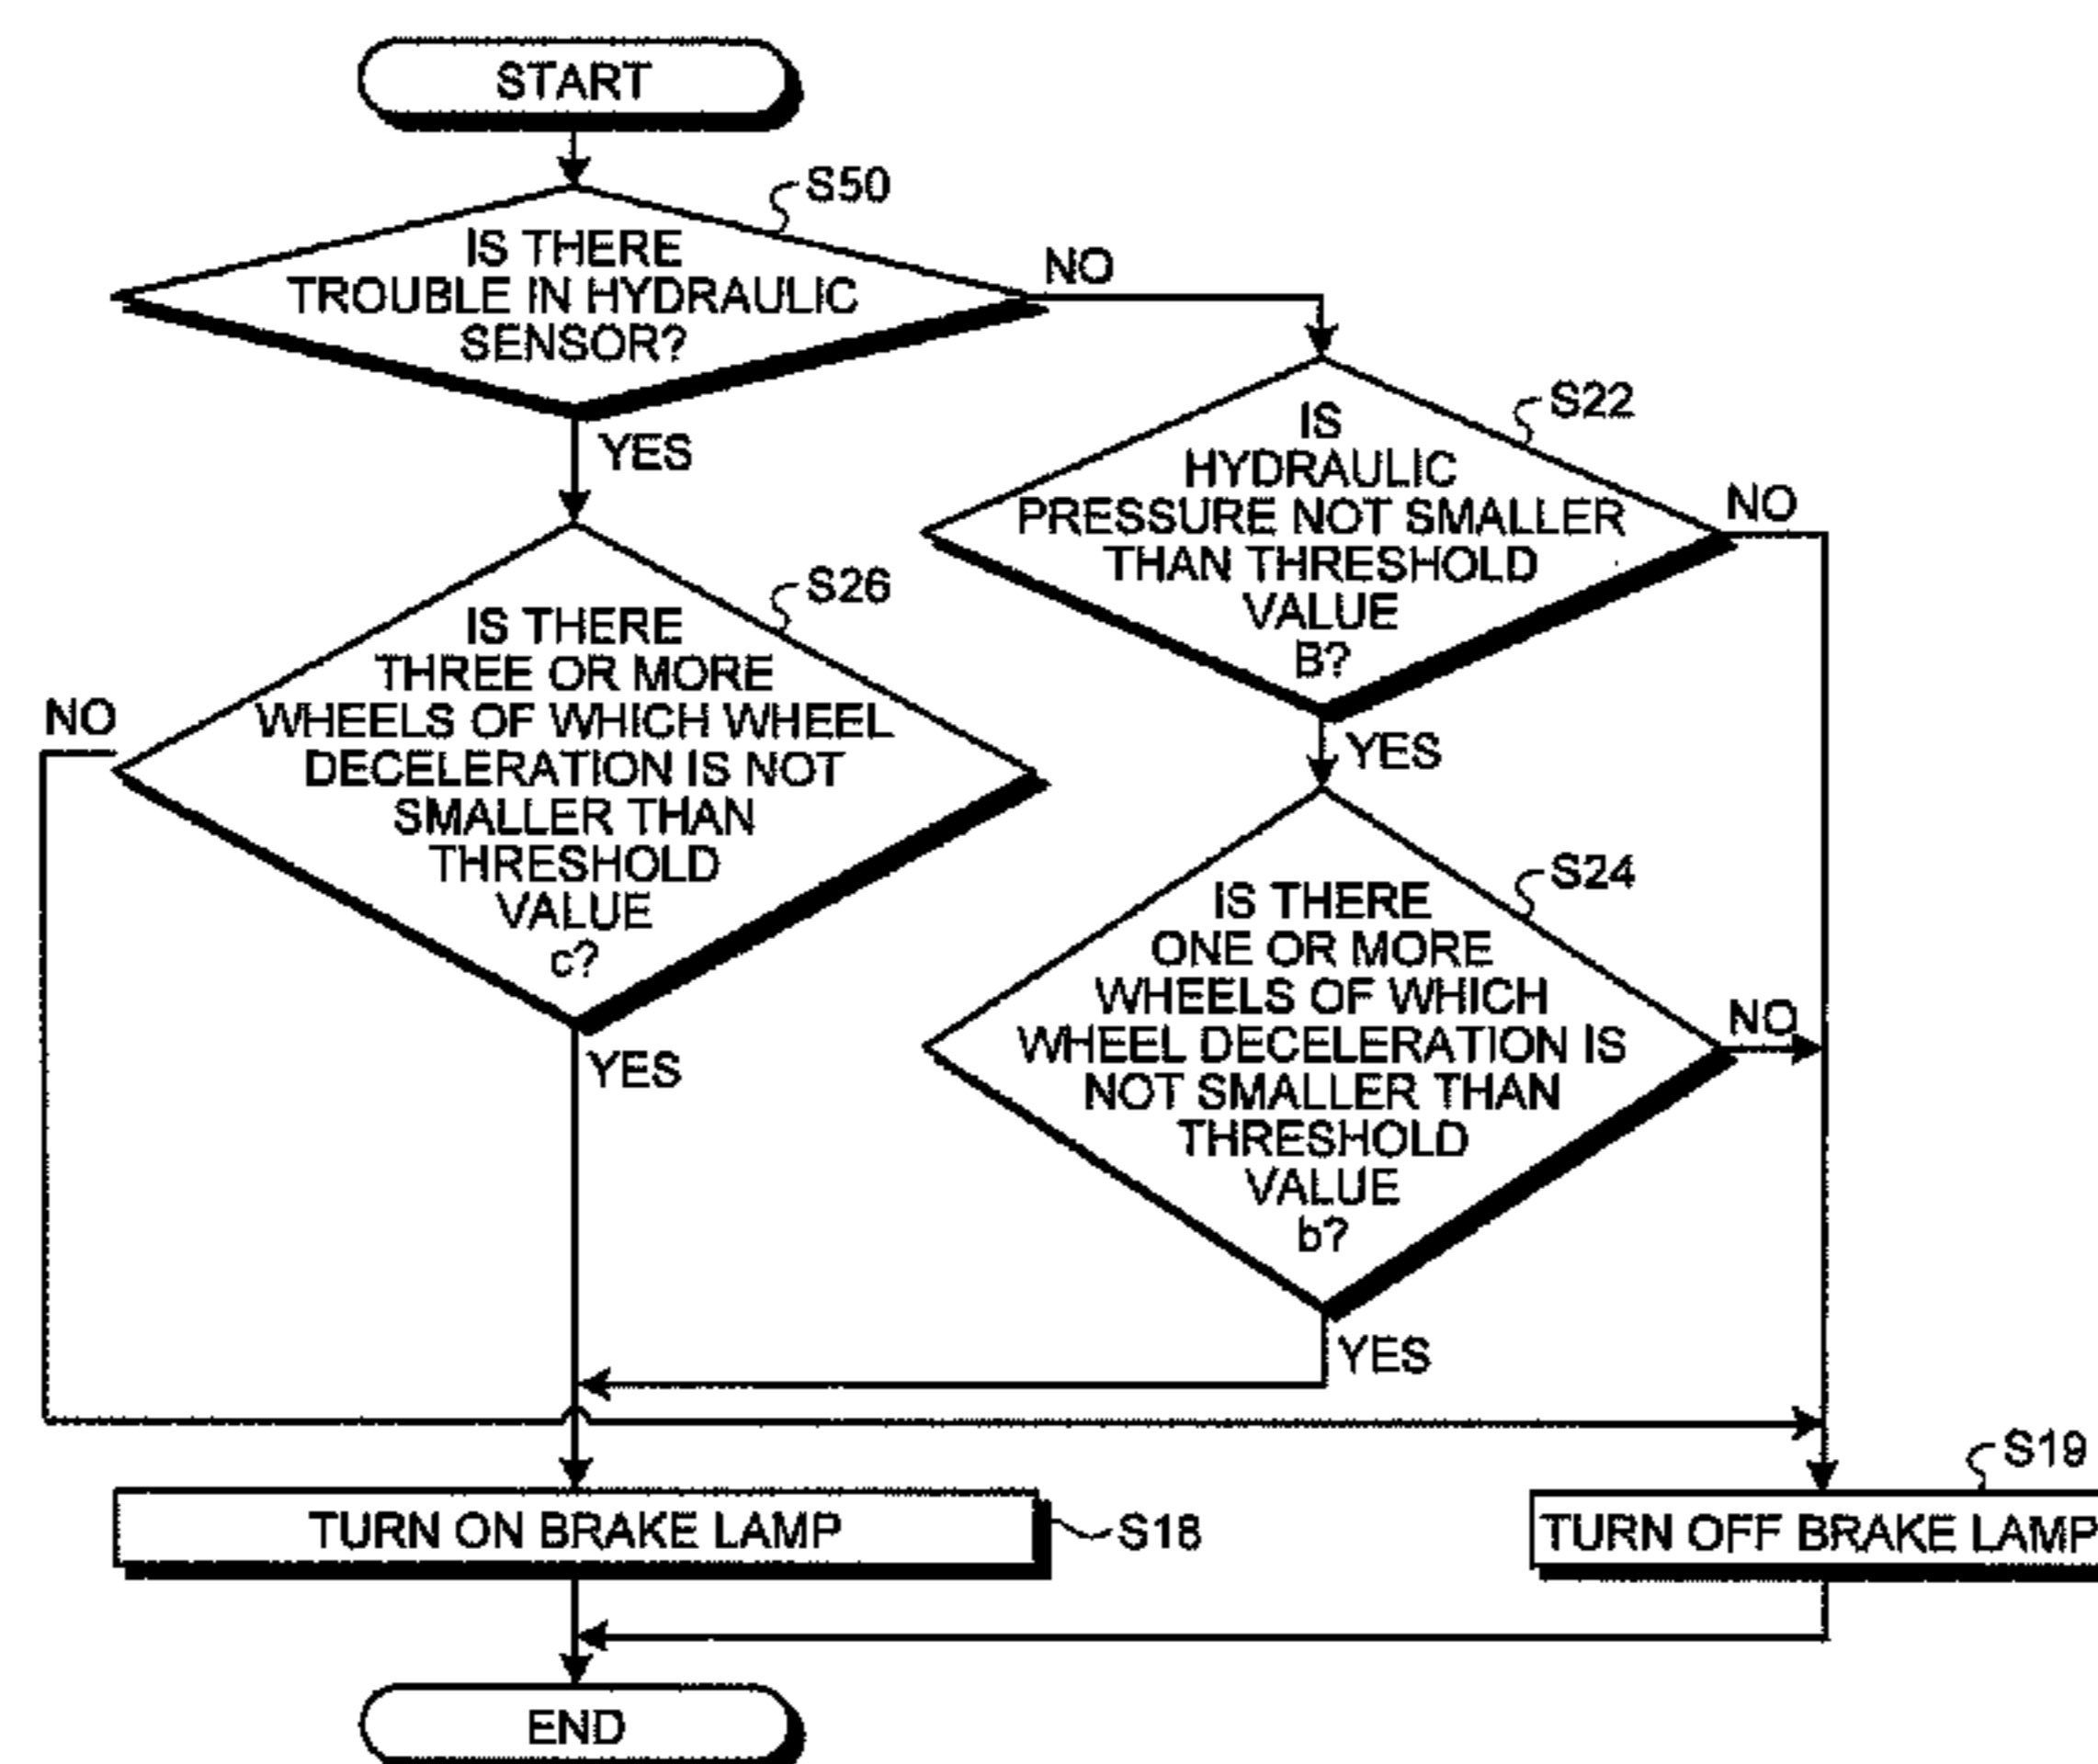 START
S50
IS THERE
TROUBLE IN HYDRAULIC
SENSOR?
NO
YES
S22
IS
HYDRAULIC
PRESSURE NOT SMALLER
THAN THRESHOLD
VALUE
B?
NO
YES
S26
IS THERE
THREE OR MORE
WHEELS OF WHICH WHEEL
DECELERATION IS NOT
SMALLER THAN
THRESHOLD
VALUE
c?
NO
YES
S24
IS THERE
ONE OR MORE
WHEELS OF WHICH
WHEEL DECELERATION IS
NOT SMALLER THAN
THRESHOLD
VALUE
b?
NO
YES
TURN ON BRAKE LAMP
S18
S19
TURN OFF BRAKE LAMP
END